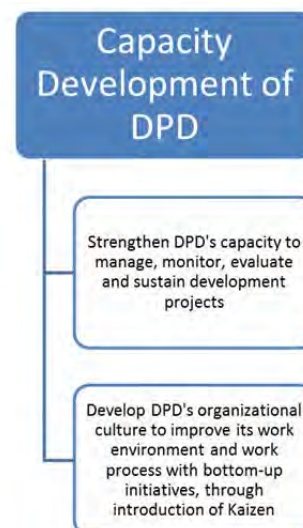 Capacity
Development of
DPD
Strengthen DPD's capacity to
manage, monitor, evaluate
and sustain development
projects
Develop DPD's organizational
culture to improve its work
environment and work
process with bottom-up
initiatives, through
introduction of Kaizen